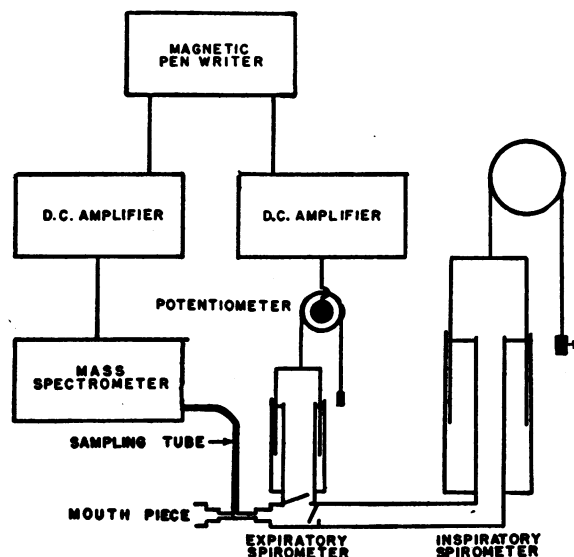 MAGNETIC
PEN WRITER
D.C. AMPLIFIER
D.C. AMPLIFIER
POTENTIOMETER
MASS
SPECTROMETER
SAMPLING TUBE
MOUTH PIECE
EXPIRATORY
SPIROMETER
INSPIRATORY
SPIROMETER